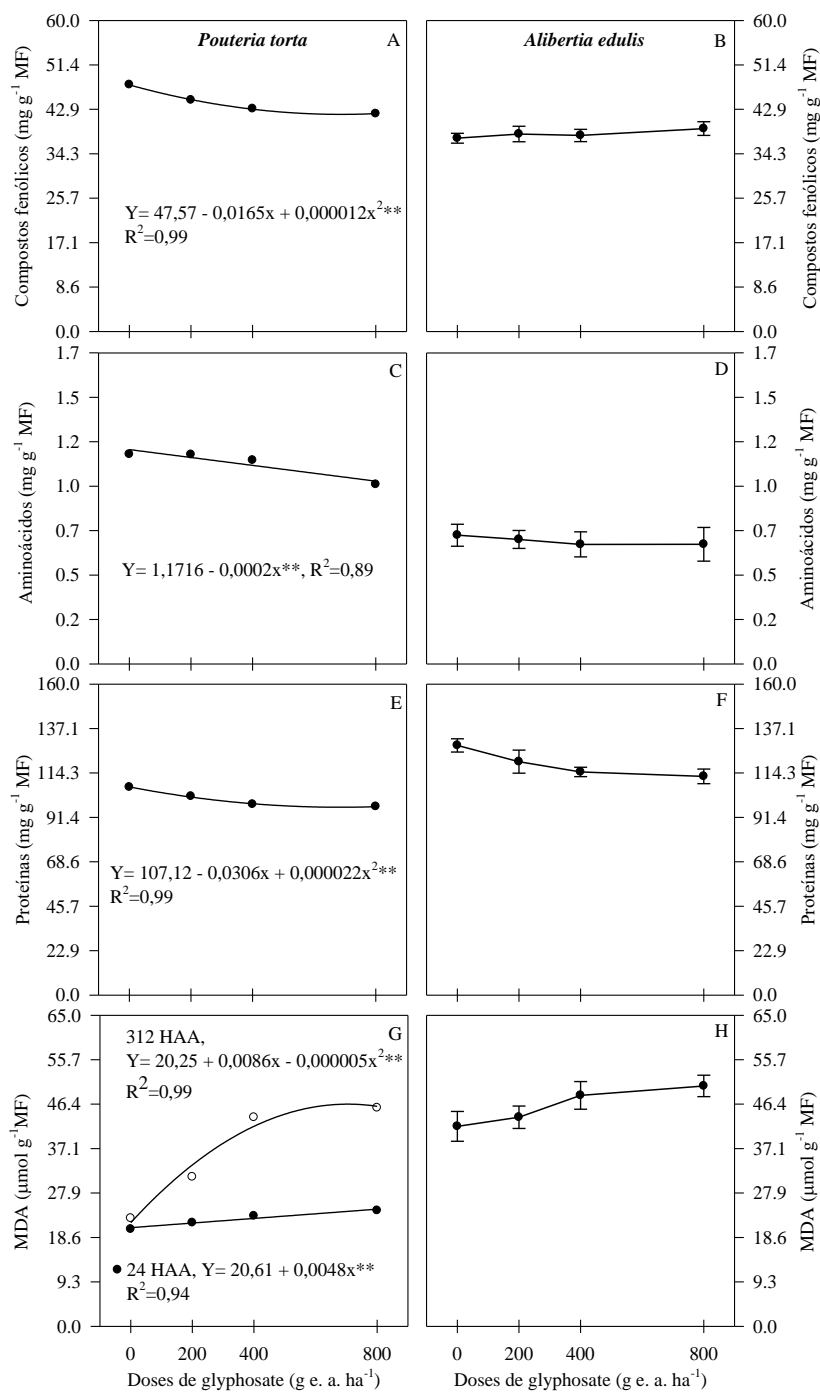 Pouteria torta
A
Alibertia edulis
B
60.0
51.4
42.9
34.3
25.7
17.1
8.6
0.0
Compostos fenólicos (mg g⁻¹ MF)
Y= 47,57 - 0,0165x + 0,000012x²**
R²=0,99
60.0
51.4
42.9
34.3
25.7
17.1
8.6
0.0
Compostos fenólicos (mg g⁻¹ MF)
C
D
1.7
1.5
1.2
1.0
0.7
0.5
0.2
0.0
Aminoácidos (mg g⁻¹ MF)
Y= 1,1716 - 0,0002x**, R²=0,89
1.7
1.5
1.2
1.0
0.7
0.5
0.2
0.0
Aminoácidos (mg g⁻¹ MF)
E
F
160.0
137.1
114.3
91.4
68.6
45.7
22.9
0.0
Proteínas (mg g⁻¹ MF)
Y= 107,12 - 0,0306x + 0,000022x²**
R²=0,99
160.0
137.1
114.3
91.4
68.6
45.7
22.9
0.0
Proteínas (mg g⁻¹ MF)
G
H
65.0
55.7
46.4
37.1
27.9
18.6
9.3
0.0
MDA (µmol g⁻¹MF)
312 HAA,
Y= 20,25 + 0,0086x - 0,000005x²**
R²=0,99
24 HAA, Y= 20,61 + 0,0048x**
R²=0,94
65.0
55.7
46.4
37.1
27.9
18.6
9.3
0.0
MDA (µmol g⁻¹MF)
0 200 400 800
Doses de glyphosate (g e. a. ha⁻¹)
0 200 400 800
Doses de glyphosate (g e. a. ha⁻¹)